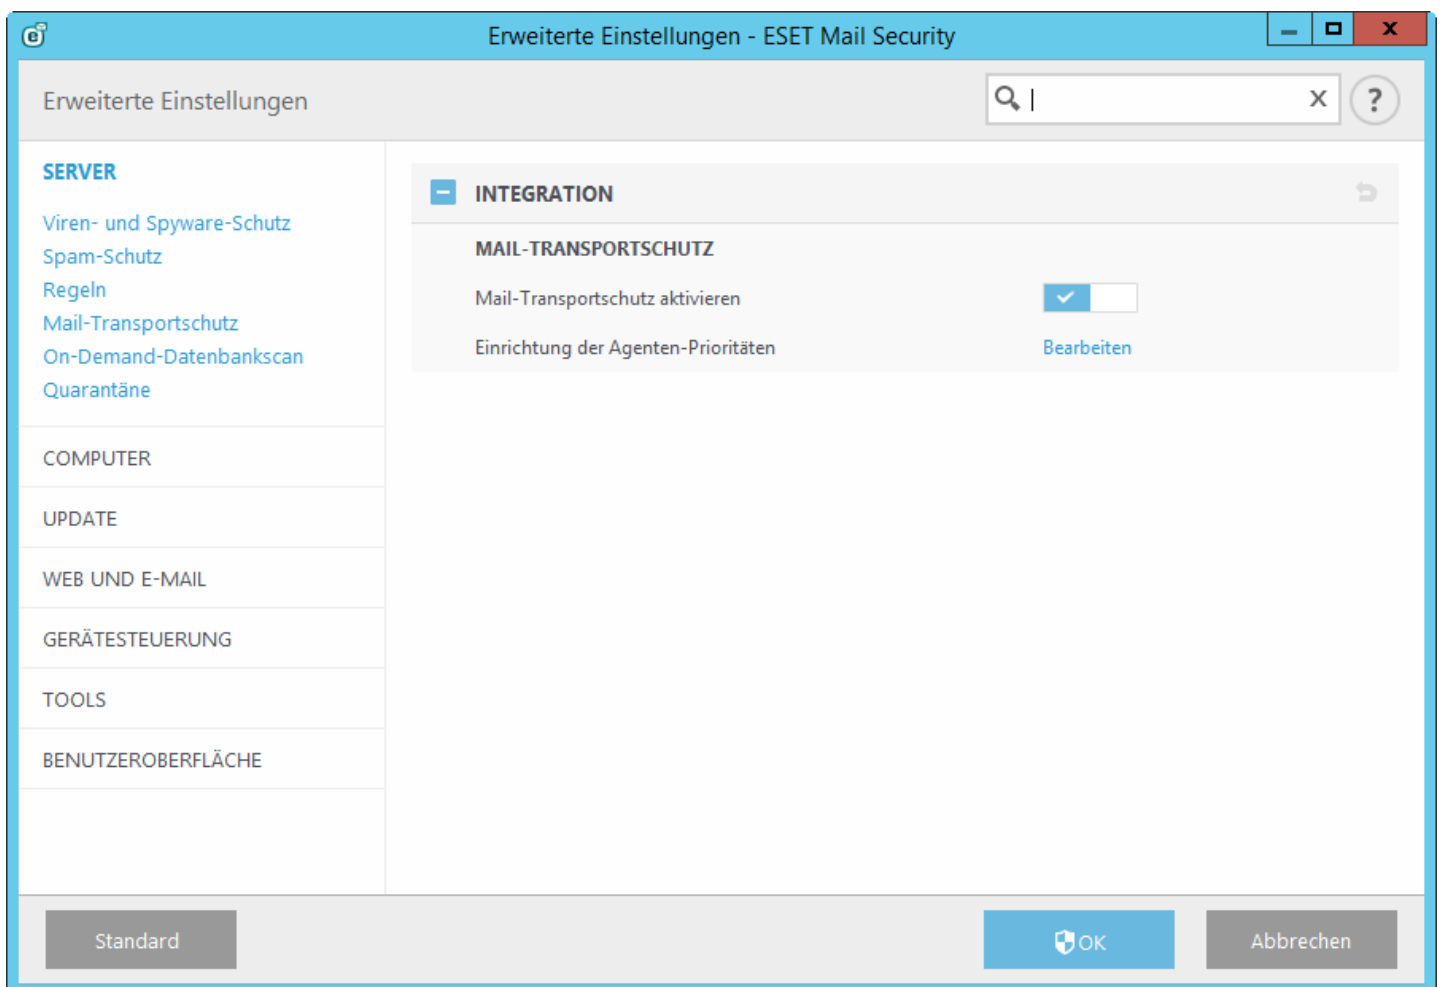 Erweiterte Einstellungen - ESET Mail Security
Erweiterte Einstellungen
?
SERVER
Viren- und Spyware-Schutz
Spam-Schutz
Regeln
Mail-Transportschutz
On-Demand-Datenbankscan
Quarantäne
COMPUTER
UPDATE
WEB UND E-MAIL
GERÄTESTEUERUNG
TOOLS
BENUTZEROBERFLÄCHE
INTEGRATION
MAIL-TRANSPORTSCHUTZ
Mail-Transportschutz aktivieren
Einrichtung der Agenten-Prioritäten Bearbeiten
Standard
OK
Abbrechen